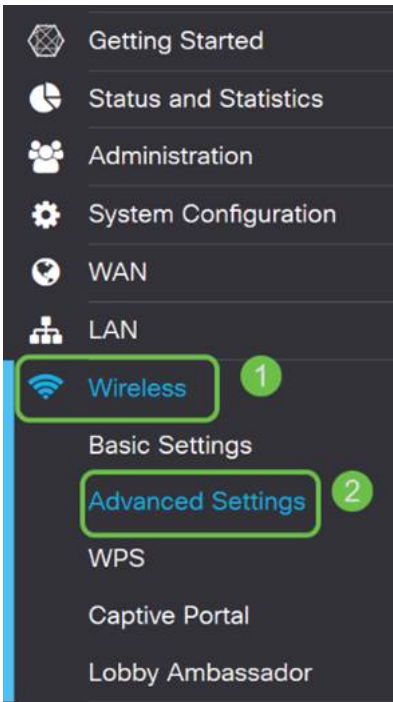 Getting Started
Status and Statistics
Administration
System Configuration
WAN
LAN
Wireless 1
Basic Settings
Advanced Settings 2
WPS
Captive Portal
Lobby Ambassador